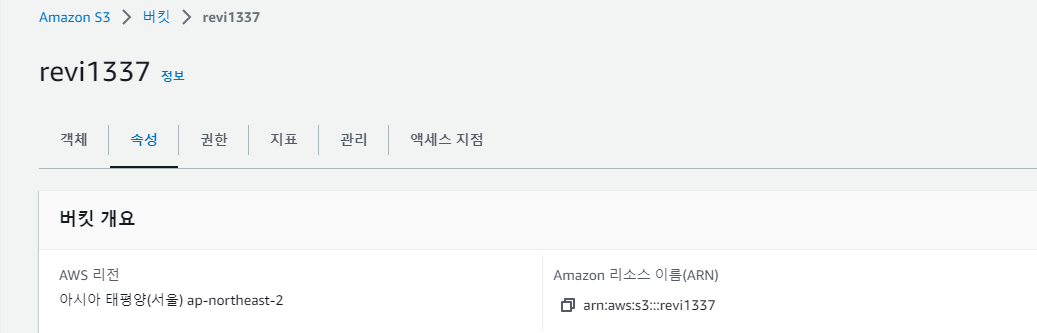 Amazon S3 > 버킷 > revi1337
revi1337 정보
객체 속성 권한 지표 관리 액세스 지점
버킷 개요
AWS 리전 Amazon 리소스 이름(ARN)
아시아 태평양(서울) ap-northeast-2 arn:aws:s3:::revi1337